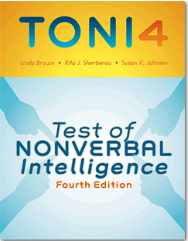 TONI4
Linda Brown • Rita J. Sherbenou • Susan K. Johnsen
Test of
NONVERBAL
Intelligence
Fourth Edition